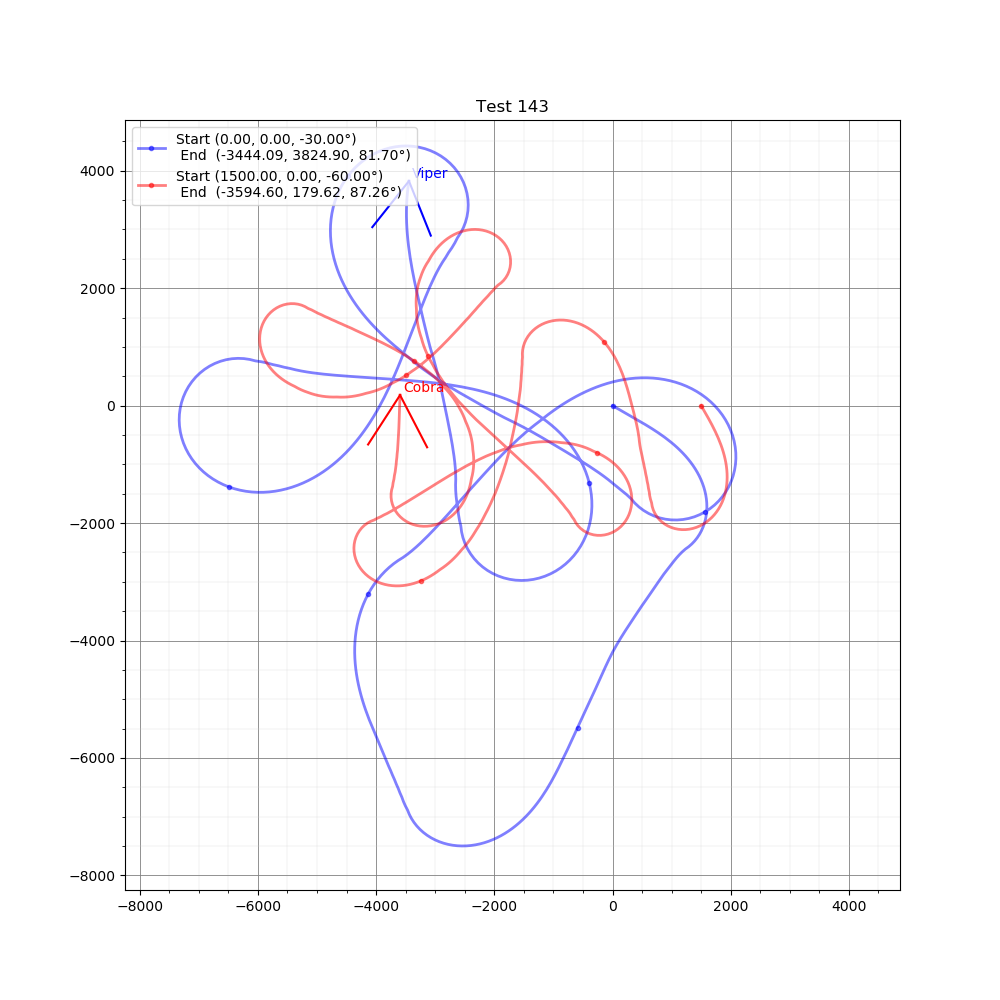 Test 143
Start (0.00, 0.00, -30.00°)
End (-3444.09, 3824.90, 81.70°)
Start (1500.00, 0.00, -60.00°)
End (-3594.60, 179.62, 87.26°)
Viper
Cobra
4000
2000
0
−2000
−4000
−6000
−8000
−8000 −6000 −4000 −2000 0 2000 4000